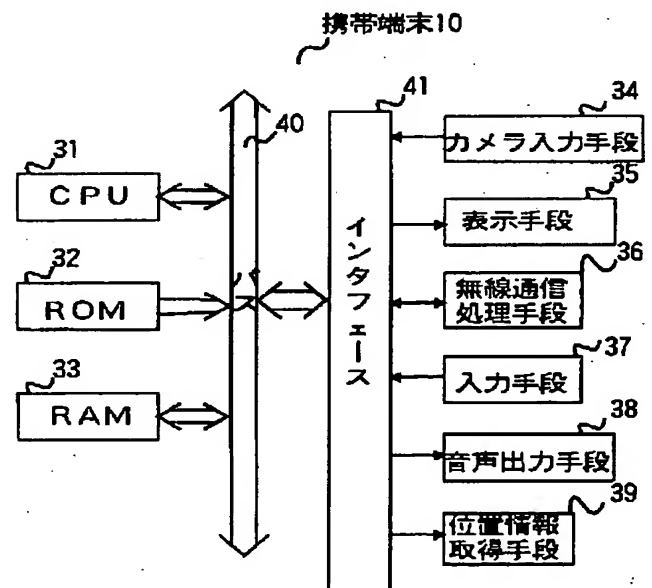 携帯端末10
41
34
カメラ入力手段
40
31
CPU
35
表示手段
32
ROM
バス
インタフェース
36
無線通信
処理手段
33
RAM
37
入力手段
38
音声出力手段
39
位置情報
取得手段